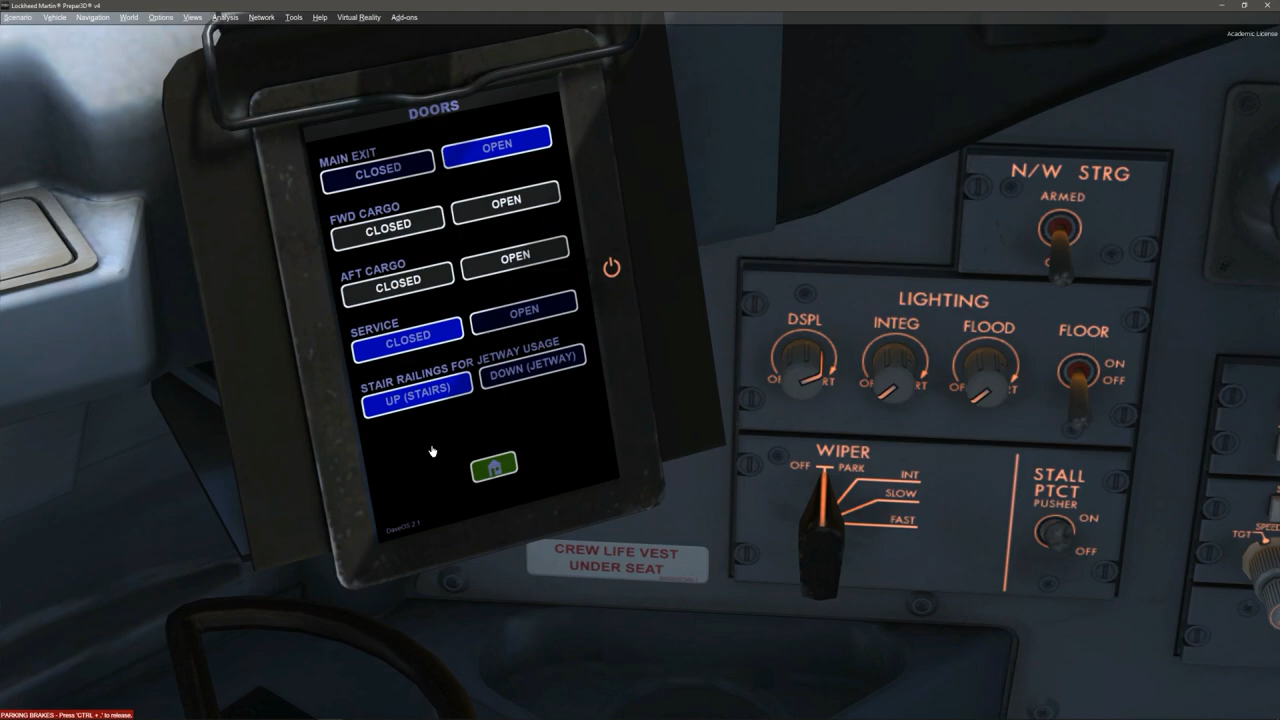 Lockheed Martin® Prepar3D® v4
Scenario Vehicle Navigation World Options Views Analysis Network Tools Help Virtual Reality Add-ons
Academic License
DOORS
MAIN EXIT
CLOSED OPEN
FWD CARGO
CLOSED OPEN
AFT CARGO
CLOSED OPEN
SERVICE
CLOSED OPEN
STAIR RAILINGS FOR JETWAY USAGE
UP (STAIRS) DOWN (JETWAY)
DaveOS 2.1
N/W STRG
ARMED
LIGHTING
DSPL INTEG FLOOD FLOOR
ON
OFF
WIPER
OFF PARK INT
SLOW
FAST
STALL
PTCT
PUSHER
ON
OFF
CREW LIFE VEST
UNDER SEAT
TGT
PARKING BRAKES - Press 'CTRL + .' to release.